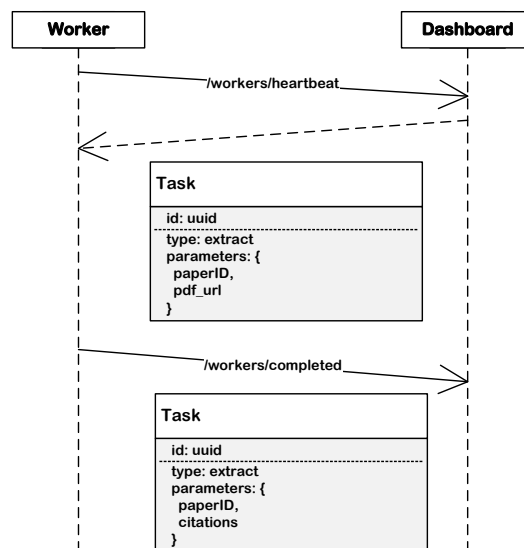 Worker Dashboard
/workers/heartbeat
Task
id: uuid
type: extract
parameters: {
paperID,
pdf_url
}
/workers/completed
Task
id: uuid
type: extract
parameters: {
paperID,
citations
}